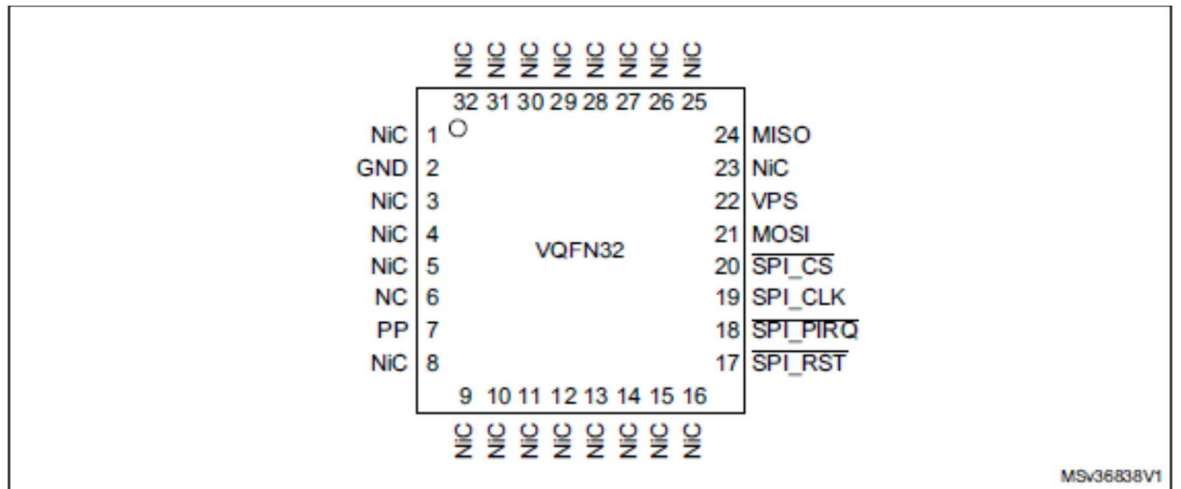 NiC NiC NiC NiC NiC NiC NiC NiC
32 31 30 29 28 27 26 25
NiC 1 24 MISO
GND 2 23 NiC
NiC 3 22 VPS
NiC 4 21 MOSI
VQFN32
NiC 5 20 SPI_CS
NC 6 19 SPI_CLK
PP 7 18 SPI_PIRQ
NiC 8 17 SPI_RST
9 10 11 12 13 14 15 16
NiC NiC NiC NiC NiC NiC NiC NiC
MSv36838V1